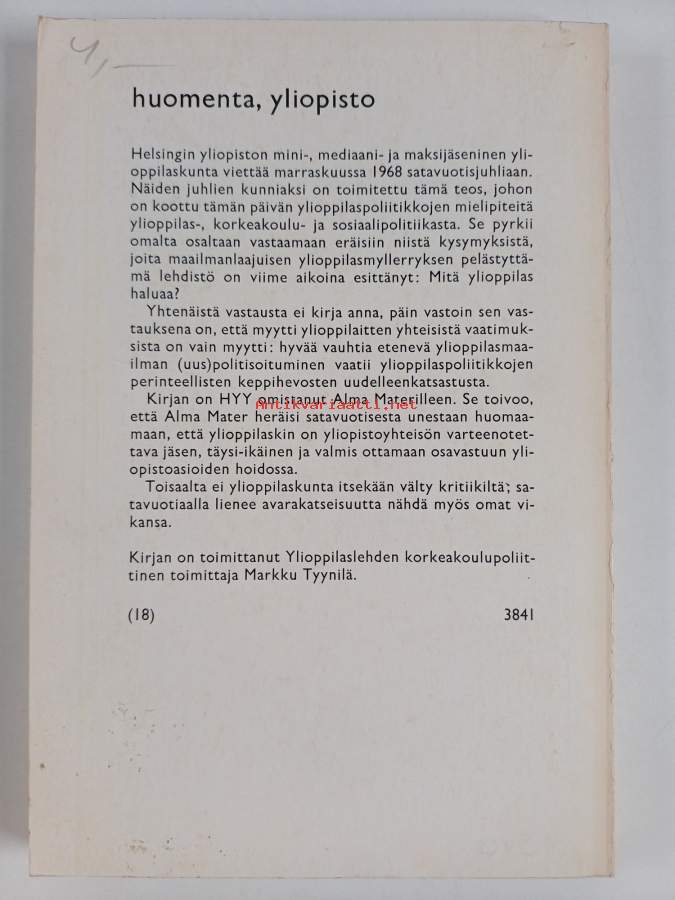 4,—
huomenta, yliopisto
Helsingin yliopiston mini-, mediaani- ja maksijäseninen yli-
oppilaskunta viettää marraskuussa 1968 satavuotisjuhliaan.
Näiden juhlien kunniaksi on toimitettu tämä teos, johon
on koottu tämän päivän ylioppilaspoliitikkojen mielipiteitä
ylioppilas-, korkeakoulu- ja sosiaalipolitiikasta. Se pyrkii
omalta osaltaan vastaamaan eräisiin niistä kysymyksistä,
joita maailmanlaajuisen ylioppilasmyllerryksen pelästyttä-
mä lehdistö on viime aikoina esittänyt: Mitä ylioppilas
haluaa?
Yhtenäistä vastausta ei kirja anna, päin vastoin sen vas-
tauksena on, että myytti ylioppilaitten yhteisistä vaatimuk-
sista on vain myytti: hyvää vauhtia etenevä ylioppilasmaa-
ilman (uus)politisoituminen vaatii ylioppilaspoliitikkojen
perinteellisten keppihevosten uudelleenkatsastusta.
Kirjan on HYY omistanut Alma Materilleen. Se toivoo,
Antikvariaatti.net
että Alma Mater heräisi satavuotisesta unestaan huomaa-
maan, että ylioppilaskin on yliopistoyhteisön varteenotet-
tava jäsen, täysi-ikäinen ja valmis ottamaan osavastuun yli-
opistoasioiden hoidossa.
Toisaalta ei ylioppilaskunta itsekään välty kritiikiltä; sa-
tavuotiaalla lienee avarakatseisuutta nähdä myös omat vi-
kansa.
Kirjan on toimittanut Ylioppilaslehden korkeakoulupoliit-
tinen toimittaja Markku Tyynilä.
(18) 3841